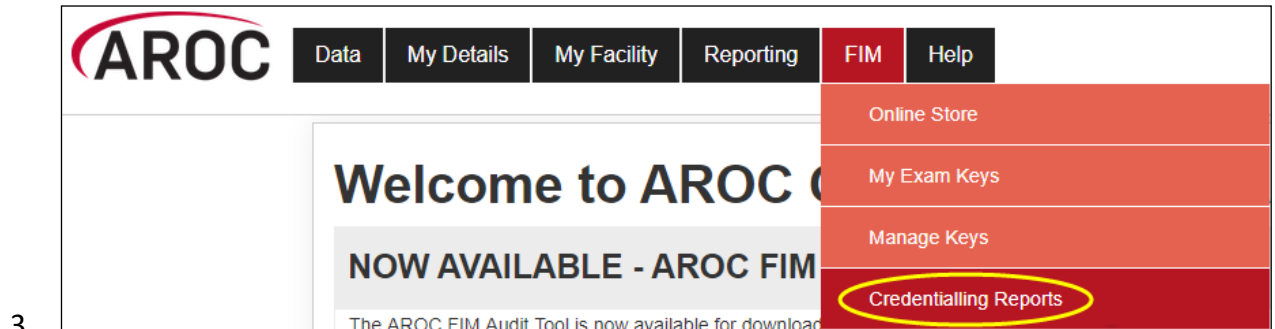 AROC
Data My Details My Facility Reporting FIM Help
Online Store
Welcome to AROC
My Exam Keys
Manage Keys
NOW AVAILABLE - AROC FIM
Credentialling Reports
The AROC FIM Audit Tool is now available for download
3